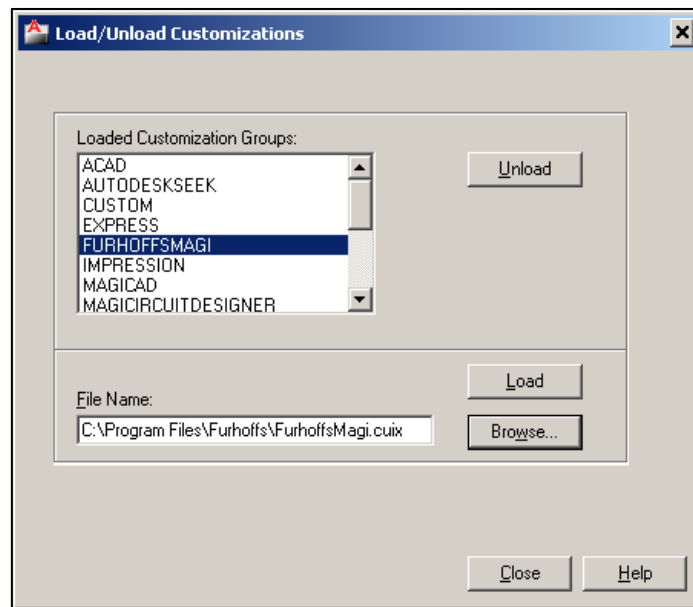 Load/Unload Customizations
Loaded Customization Groups:
ACAD
AUTODESKSEEK
CUSTOM
EXPRESS
FURHOFFSMAGI
IMPRESSION
MAGICAD
MAGICIRCUITDESIGNER
Unload
Load
File Name:
C:\Program Files\Furhoffs\FurhoffsMagi.cuix
Browse...
Close
Help